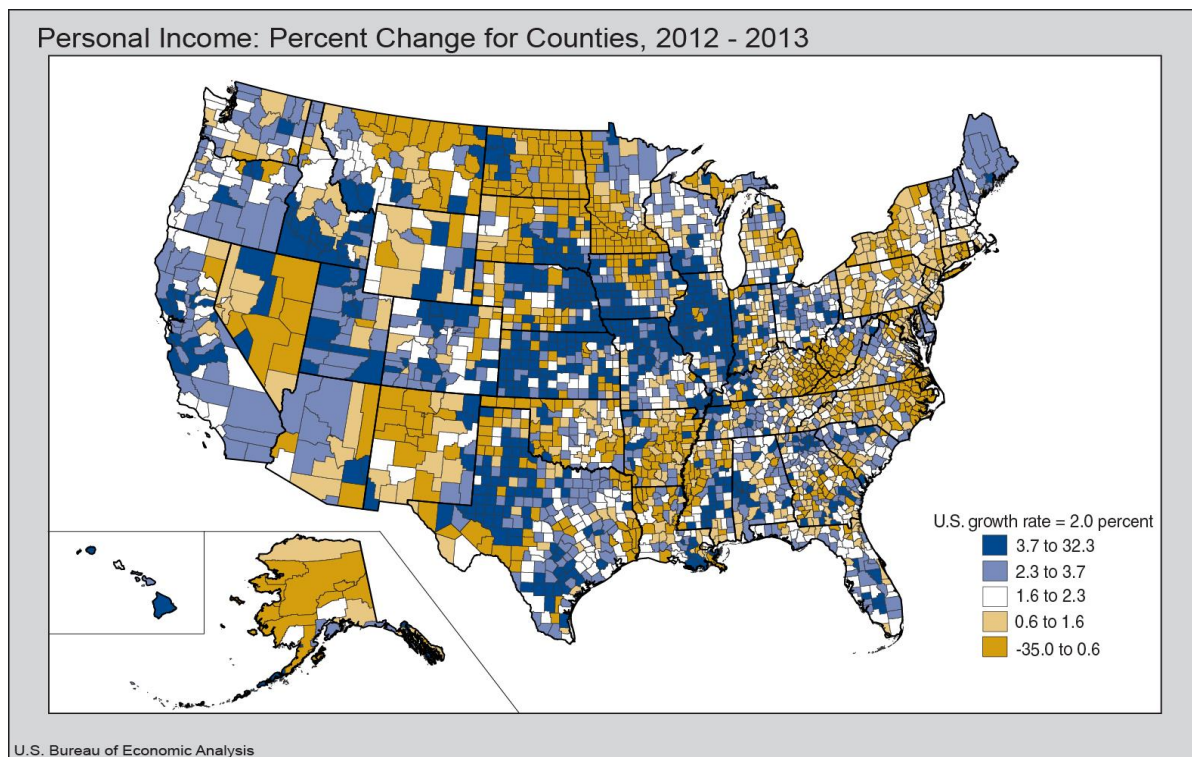 Personal Income: Percent Change for Counties, 2012 - 2013
U.S. growth rate = 2.0 percent
3.7 to 32.3
2.3 to 3.7
1.6 to 2.3
0.6 to 1.6
-35.0 to 0.6
U.S. Bureau of Economic Analysis